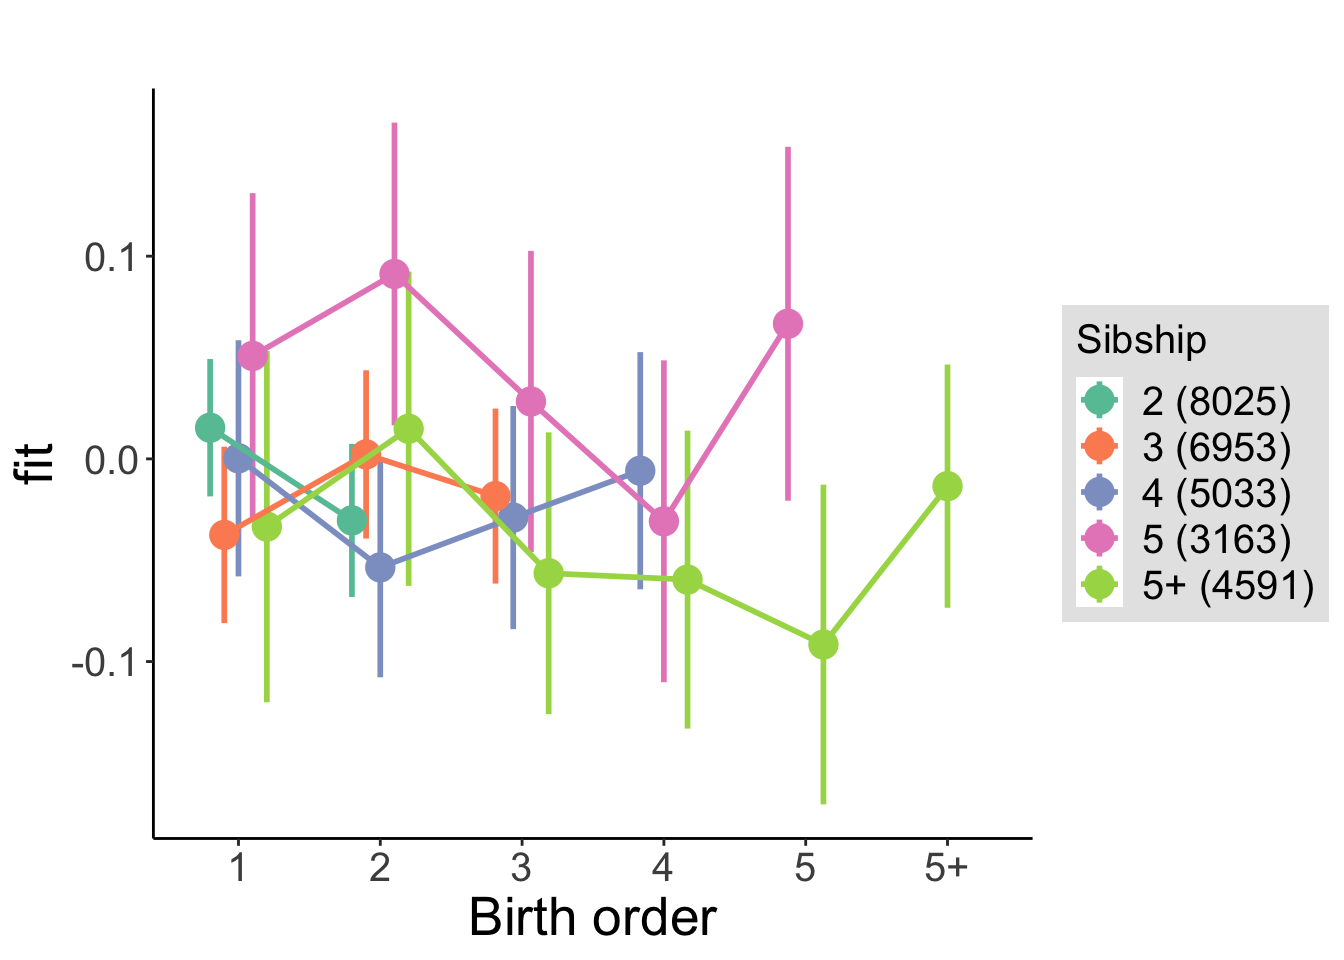 fit
0.1
0.0
-0.1
1 2 3 4 5 5+
Birth order
Sibship
2 (8025)
3 (6953)
4 (5033)
5 (3163)
5+ (4591)